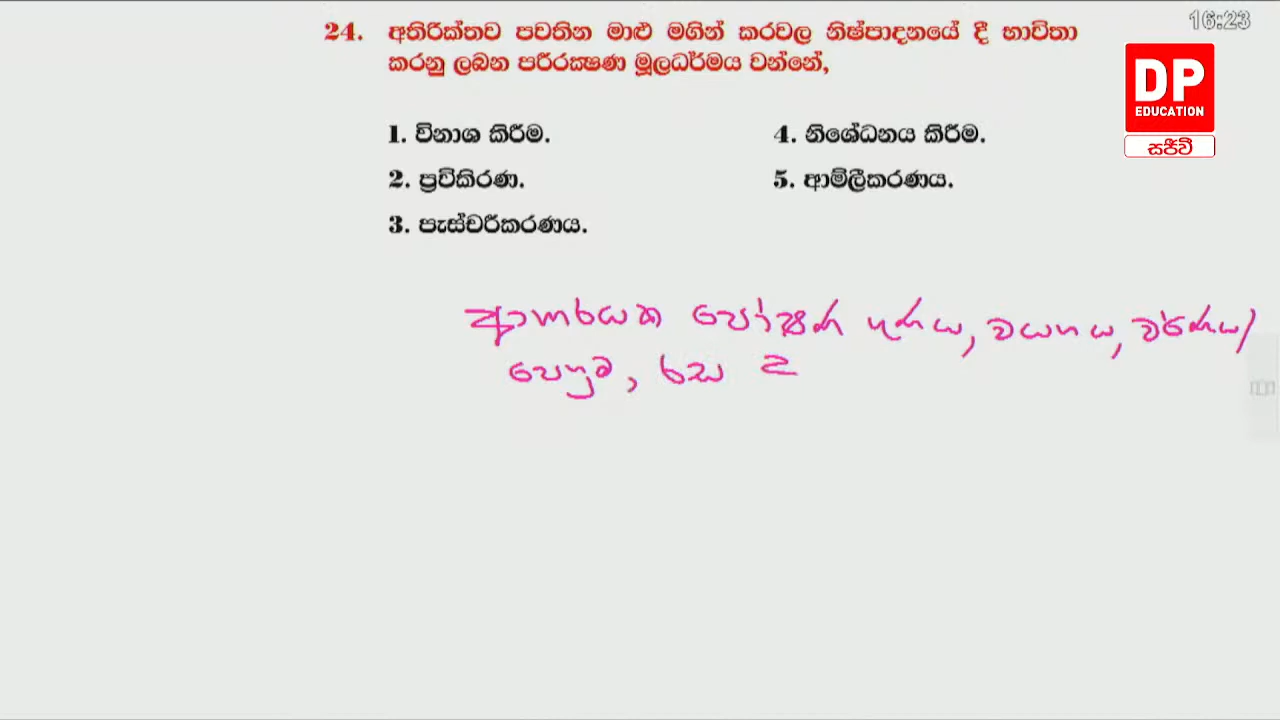 16:23
24. අතිරික්තව පවතින මාළු මගින් කරවල නිෂ්පාදනයේ දී භාවිතා
කරනු ලබන පරිරක්‍ෂණ මූලධර්මය වන්නේ,
DP
EDUCATION
සජීවී
1. විනාශ කිරීම.
2. ප්‍රවිකිරණ.
3. පැස්චරීකරණය.
4. නිශේධනය කිරීම.
5. ආම්ලීකරණය.
ආහාරයක පෝෂණ ගුණය, වයනය, වර්ණය/
පෙනුම, රස ද